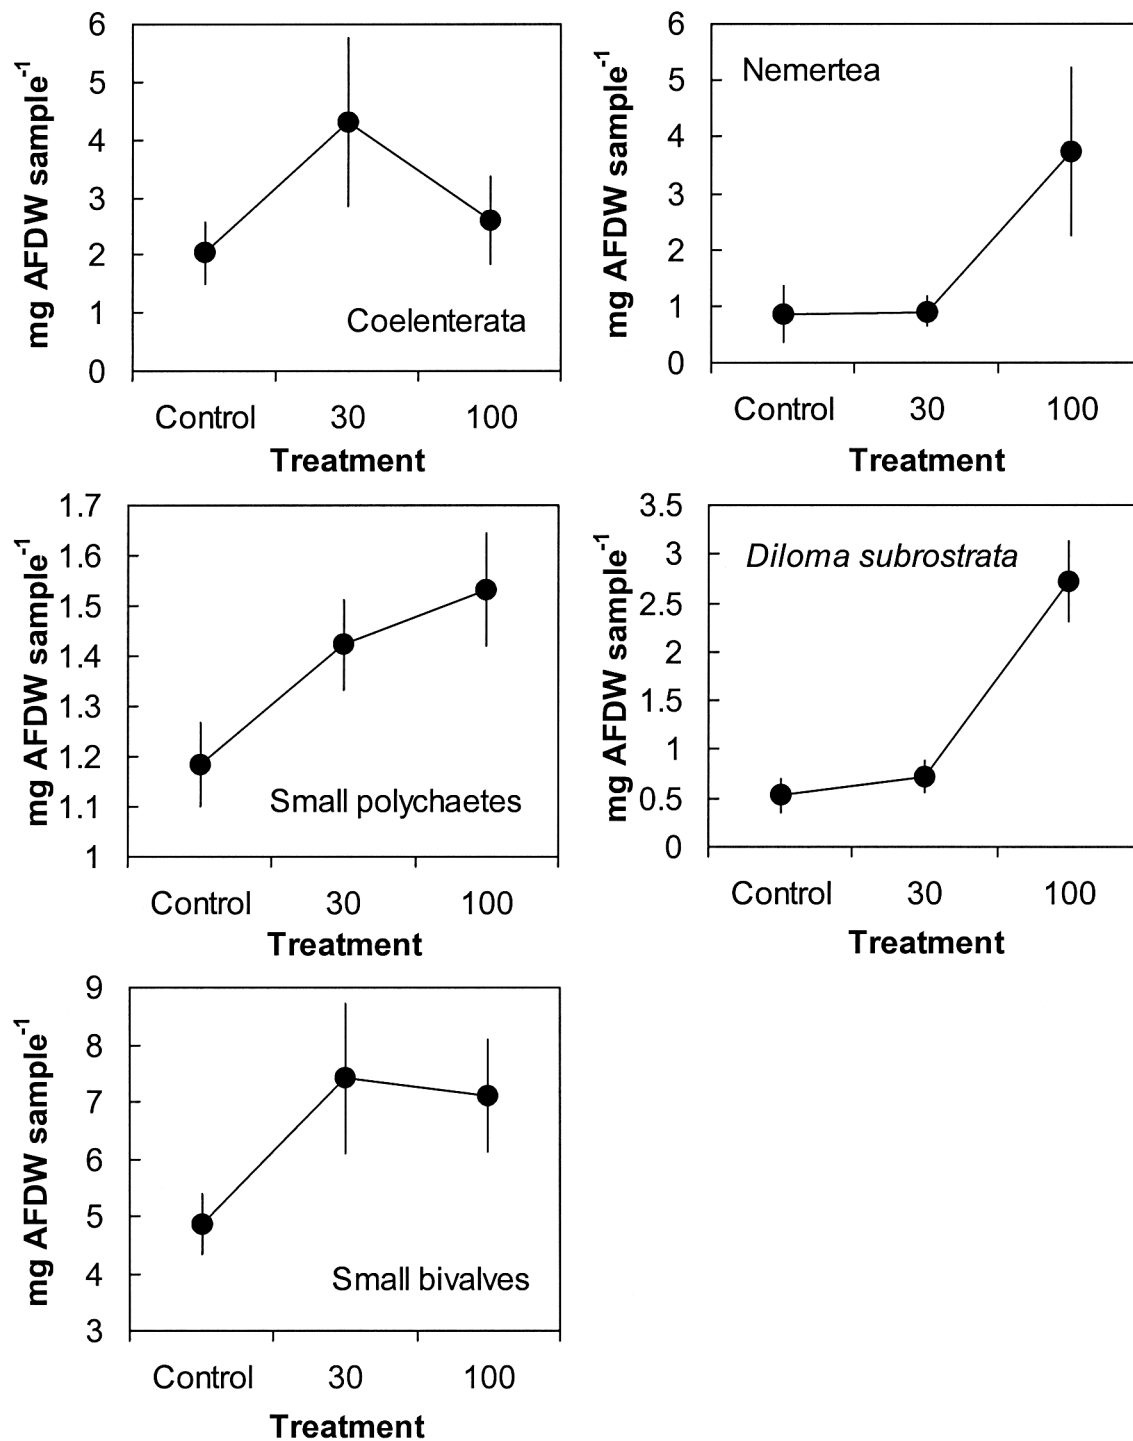 mg AFDW sample⁻¹
6
5
4
3
2
1
0
Coelenterata
Control 30 100
Treatment
mg AFDW sample⁻¹
6
5
4
3
2
1
0
Nemertea
Control 30 100
Treatment
mg AFDW sample⁻¹
1.7
1.6
1.5
1.4
1.3
1.2
1.1
1
Small polychaetes
Control 30 100
Treatment
mg AFDW sample⁻¹
3.5
3
2.5
2
1.5
1
0.5
0
Diloma subrostrata
Control 30 100
Treatment
mg AFDW sample⁻¹
9
8
7
6
5
4
3
Small bivalves
Control 30 100
Treatment